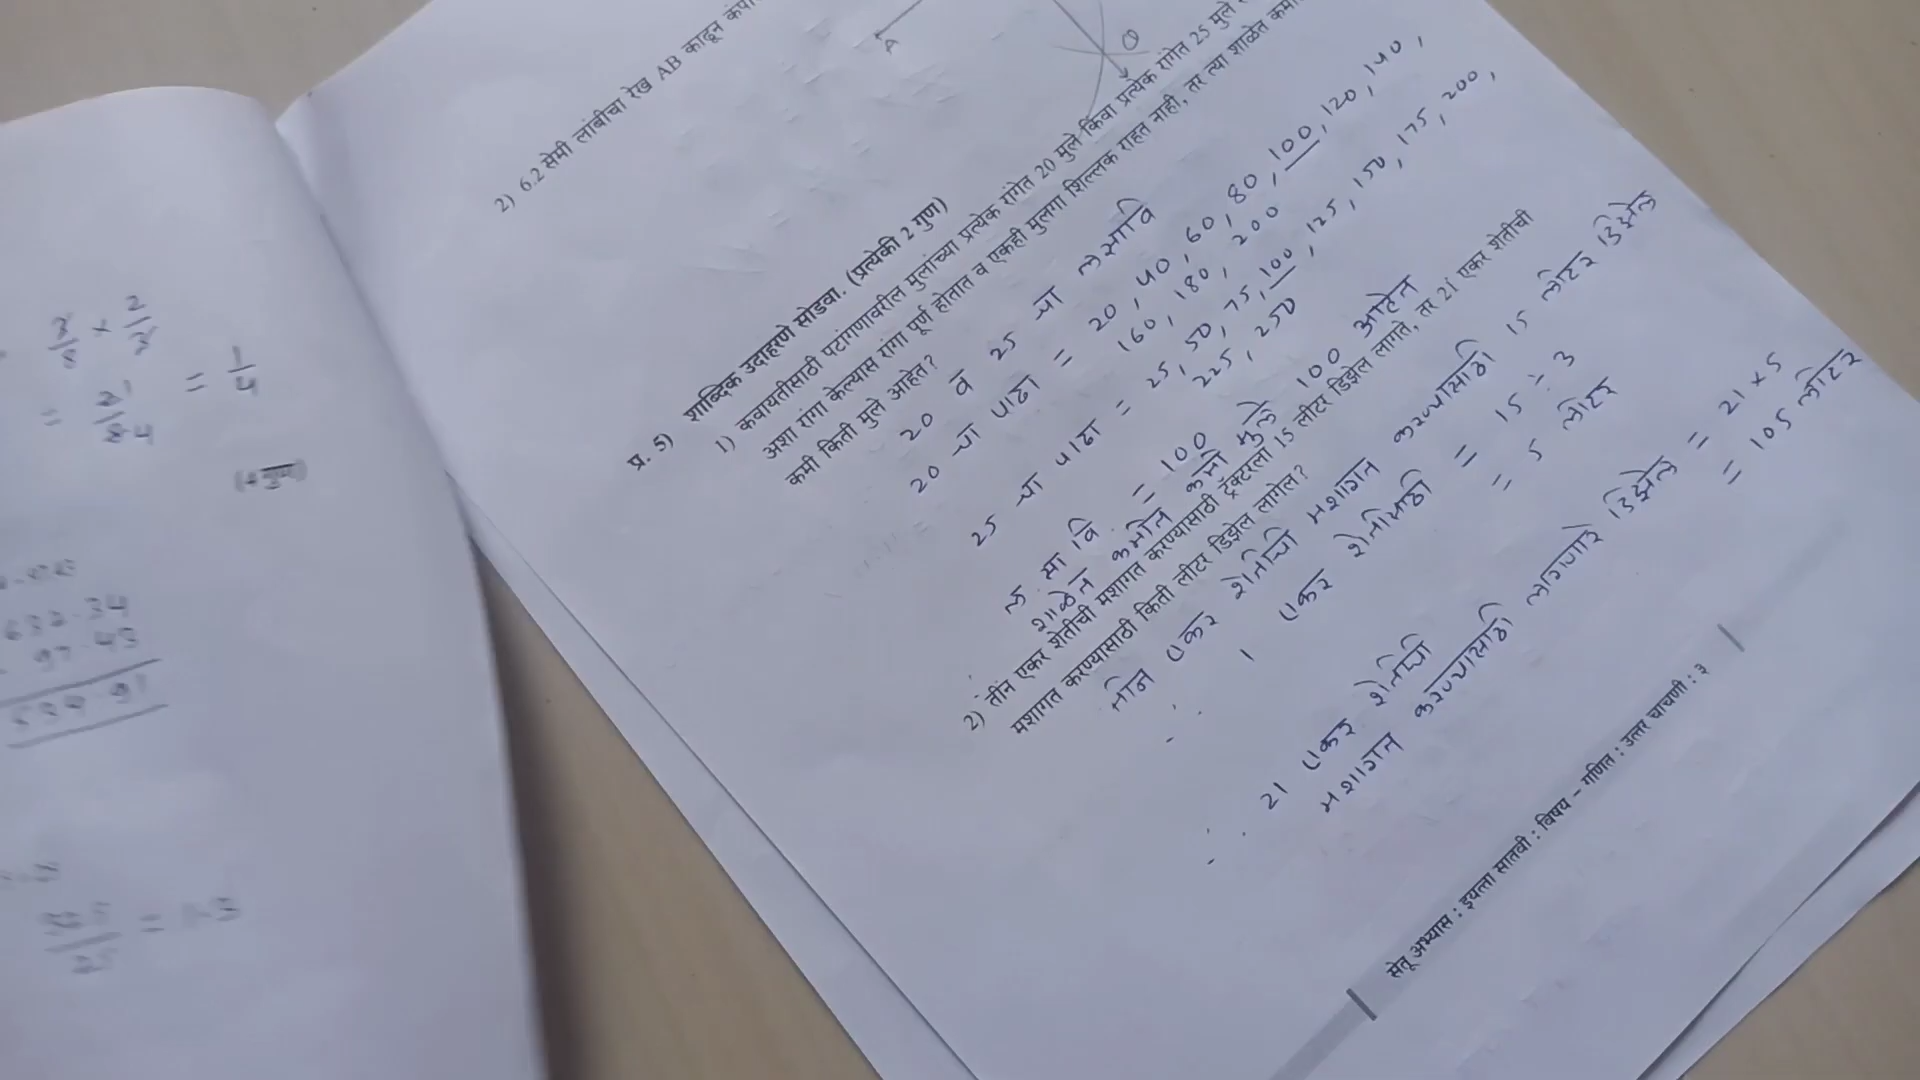 2) 6.2 सेमी लांबीचा रेख AB काढून
A
प्र. 5) शाब्दिक उदाहरणे सोडवा. (प्रत्येकी 2 गुण)
1) कवायतीसाठी पटांगणावरील मुलांच्या प्रत्येक रांगेत 20 मुले किंवा प्रत्येक रांगेत 25 मुले
अशा रांगा केल्यास रांगा पूर्ण होतात व एकही मुलगा शिल्लक राहत नाही, तर त्या शाळेत
कमी किती मुले आहेत?
20 व 25 चा लसावि
20 चा पाढा = 20, 40, 60, 80, 100, 120, 140,
160, 180, 200
25 चा पाढा = 25, 50, 75, 100, 125, 150, 175, 200,
225, 250
ल सा वि = 100
शाळेत कमीत कमी मुले 100 आहेत
2) तीन एकर शेतीची मशागत करण्यासाठी ट्रॅक्टरला 15 लीटर डिझेल लागते, तर 21 एकर शेतीची
मशागत करण्यासाठी किती लीटर डिझेल लागेल?
तीन एकर शेतीची मशागत करण्यासाठी 15 लीटर डिझेल
∴ 1 एकर शेतीसाठी = 15 ÷ 3
= 5 लीटर
∴ 21 एकर शेतीची
मशागत करण्यासाठी लागणारे डिझेल = 21 × 5
= 105 लीटर
सेतू अभ्यास : इयत्ता सातवी : विषय – गणित : उत्तर चाचणी : ३
= 1/4
97.43